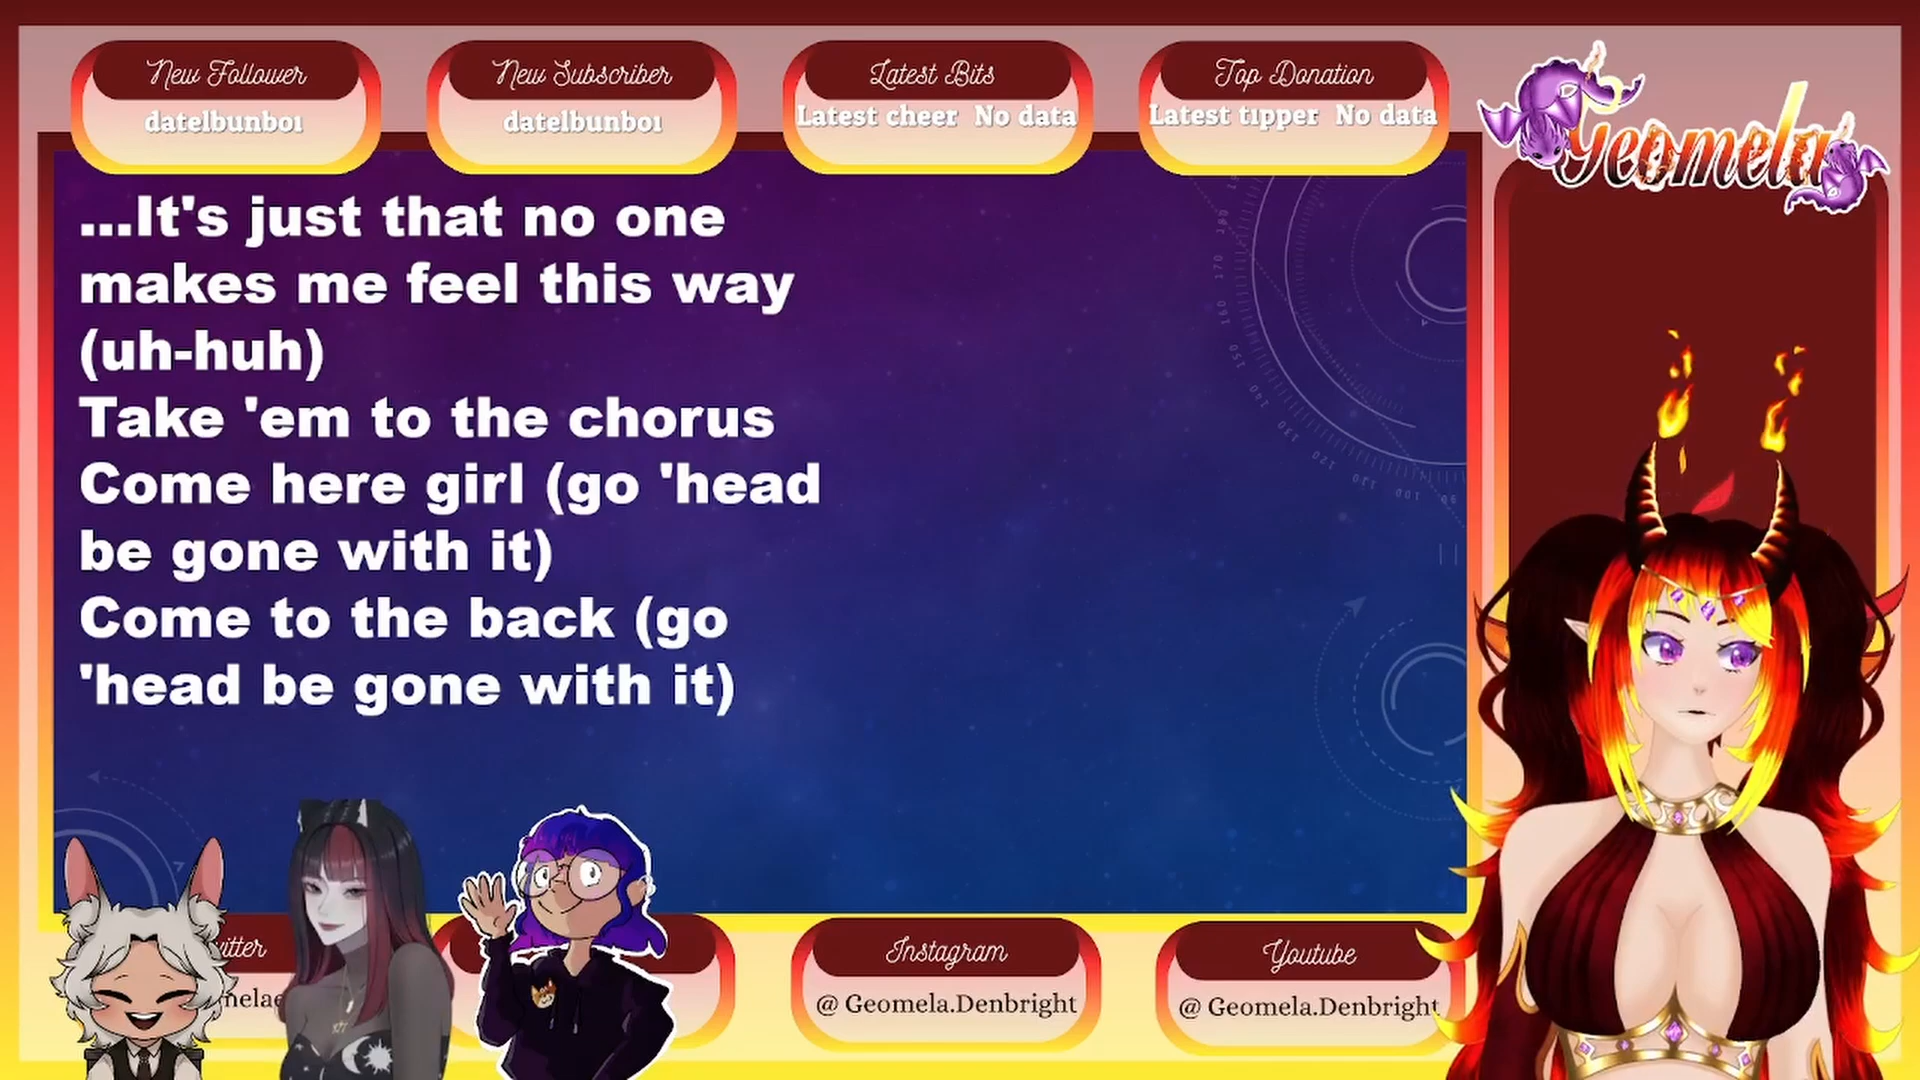 New Follower
datelbunbo1
New Subscriber
datelbunbo1
Latest Bits
Latest cheer No data
Top Donation
Latest tipper No data
Geomela
...It's just that no one
makes me feel this way
(uh-huh)
Take 'em to the chorus
Come here girl (go 'head
be gone with it)
Come to the back (go
'head be gone with it)
Instagram
@ Geomela.Denbright
Youtube
@ Geomela.Denbright